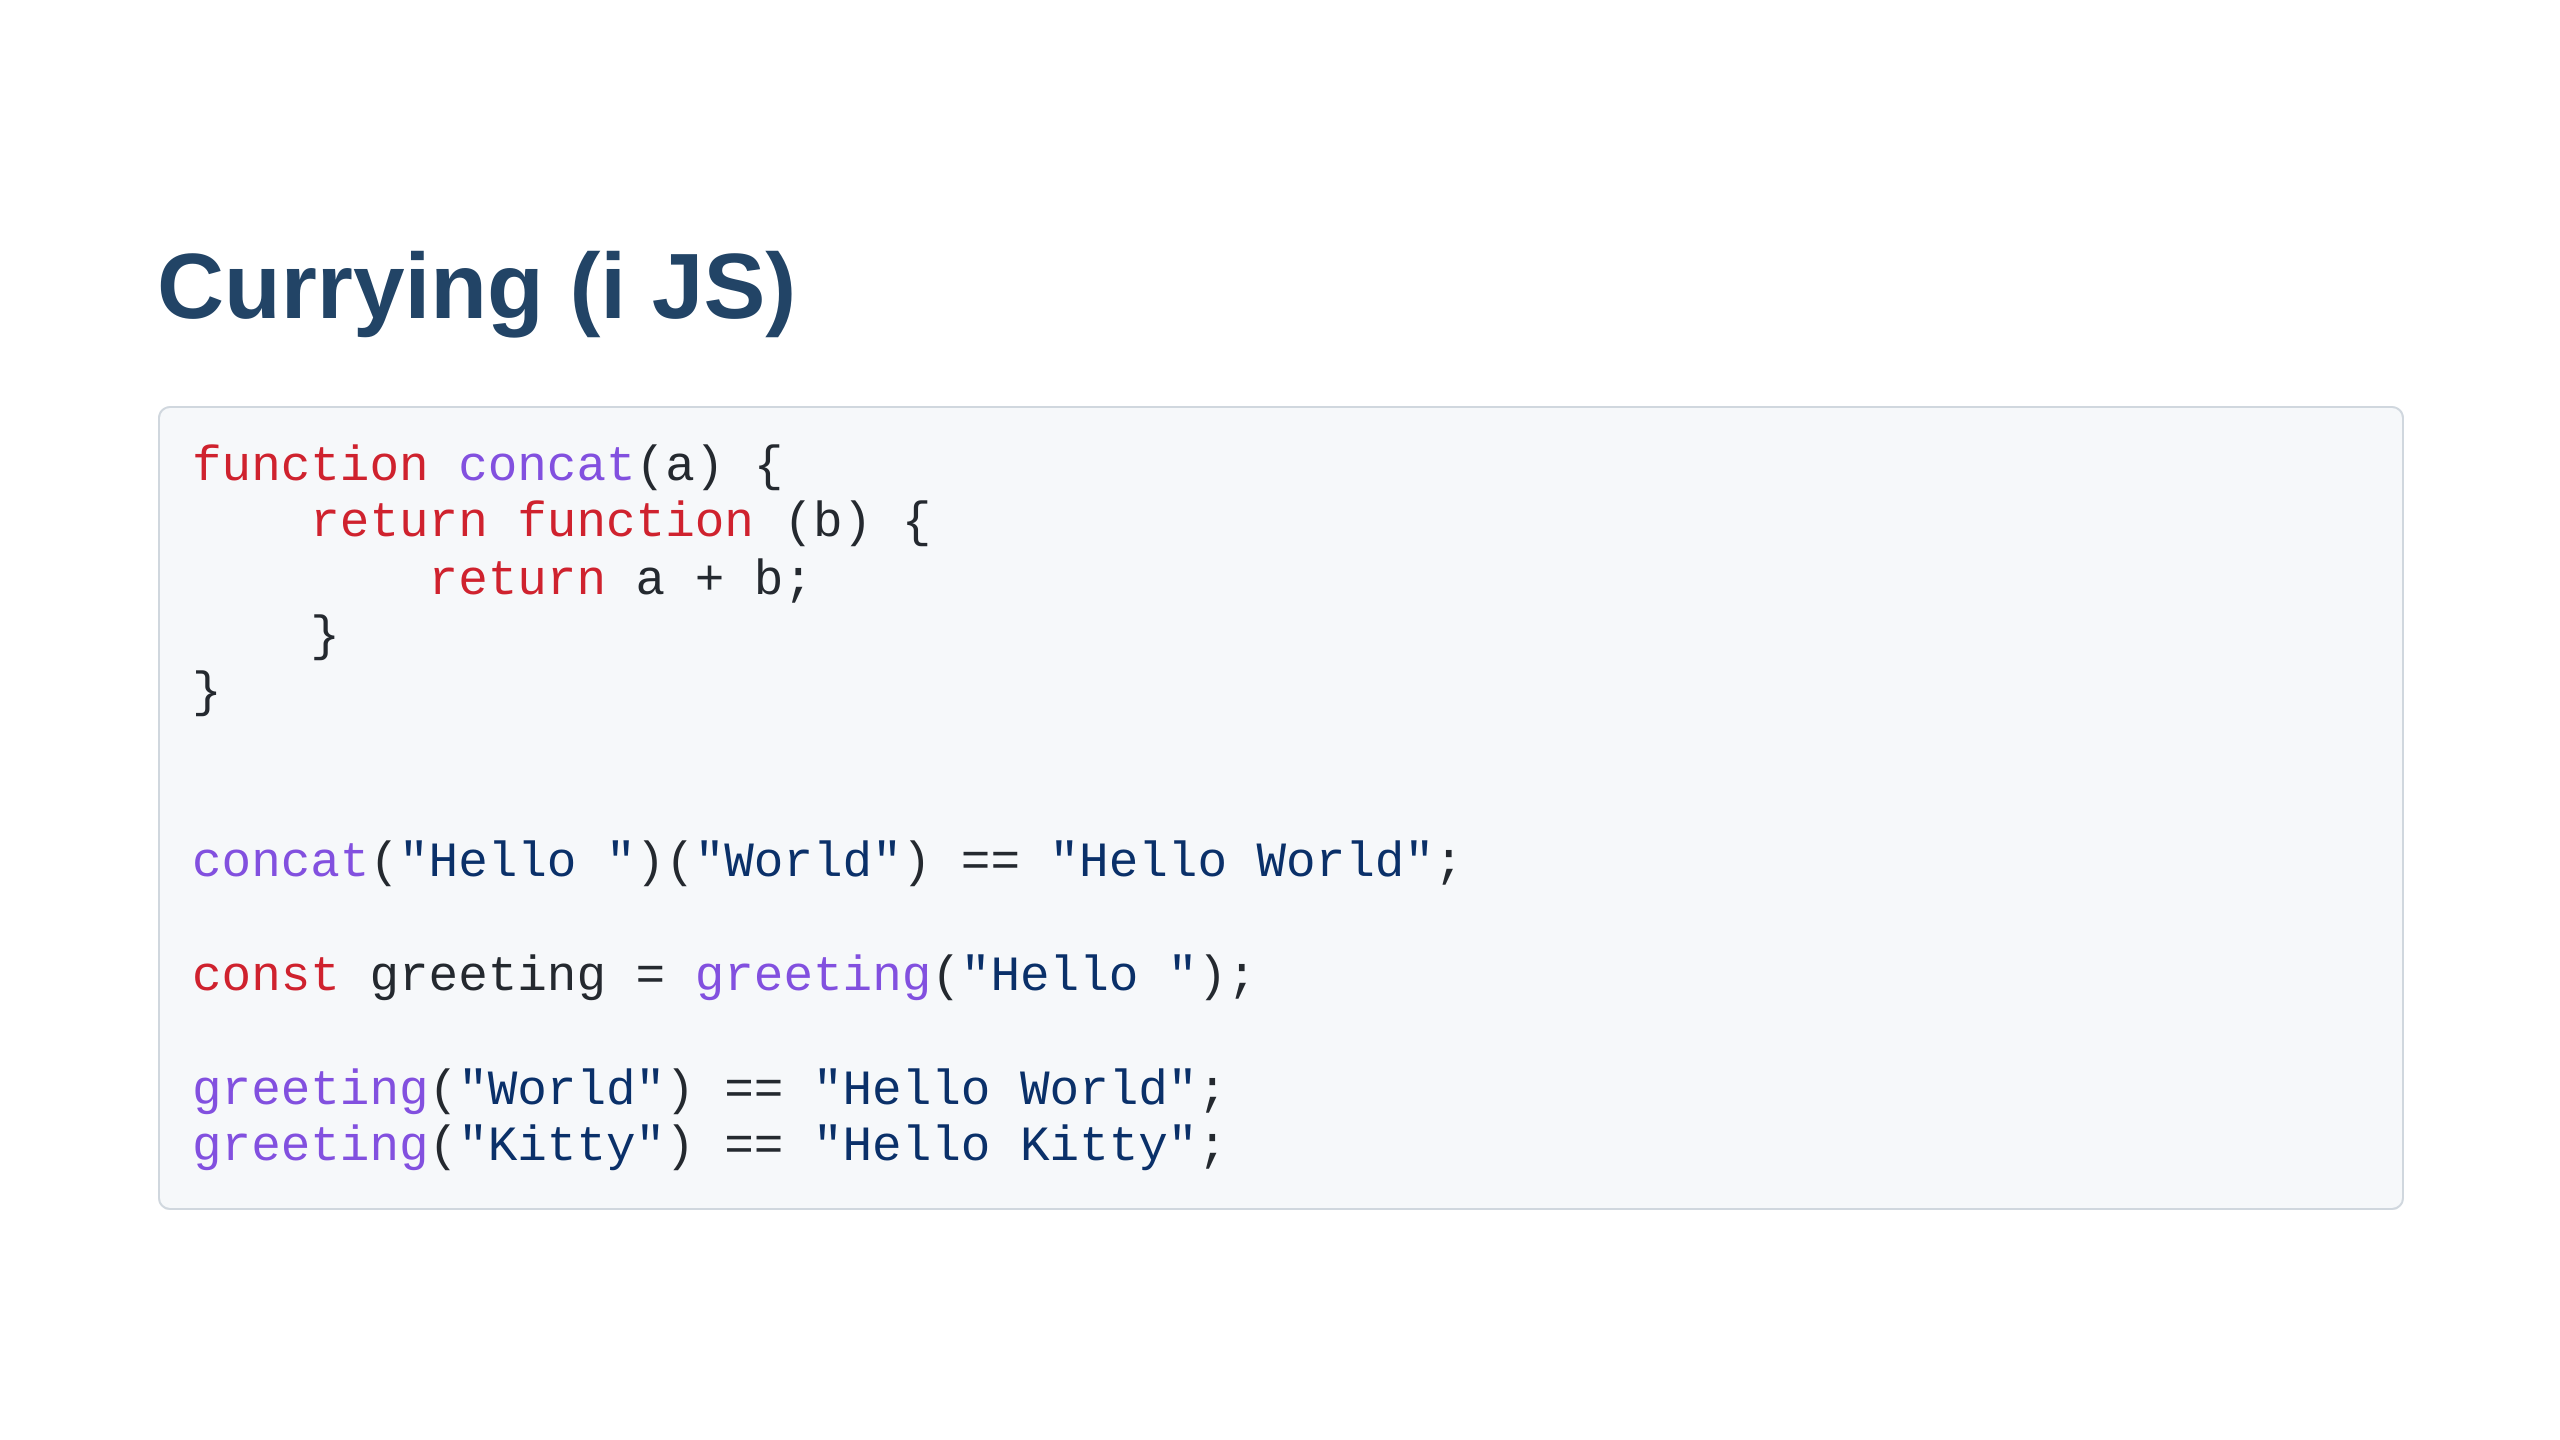 Currying (i JS)
function concat(a) {
    return function (b) {
        return a + b;
    }
}
concat("Hello ")("World") == "Hello World";
const greeting = greeting("Hello ");
greeting("World") == "Hello World";
greeting("Kitty") == "Hello Kitty";